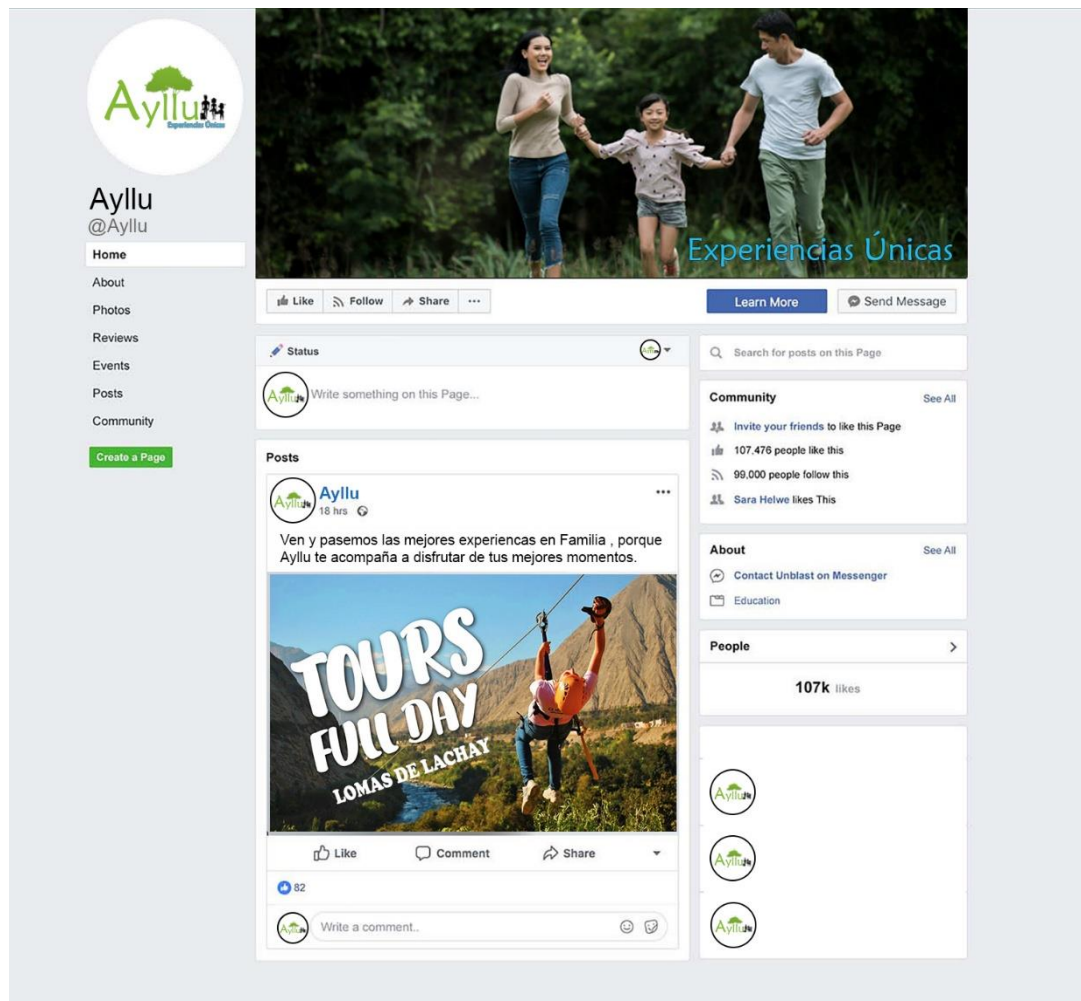 Ayllu
Experiencias Únicas
Ayllu
@Ayllu
Home
About
Photos
Reviews
Events
Posts
Community
Create a Page
Experiencias Únicas
Like
Follow
Share
Learn More
Send Message
Status
Ayllu
Ayllu
Write something on this Page...
Posts
Ayllu
Ayllu
18 hrs
Ven y pasemos las mejores experiencas en Familia , porque
Ayllu te acompaña a disfrutar de tus mejores momentos.
TOURS
FULL DAY
LOMAS DE LACHAY
Like
Comment
Share
82
Ayllu
Write a comment..
Search for posts on this Page
Community
See All
Invite your friends to like this Page
107,476 people like this
99,000 people follow this
Sara Helwe likes This
About
See All
Contact Unblast on Messenger
Education
People
107k likes
Ayllu
Ayllu
Ayllu